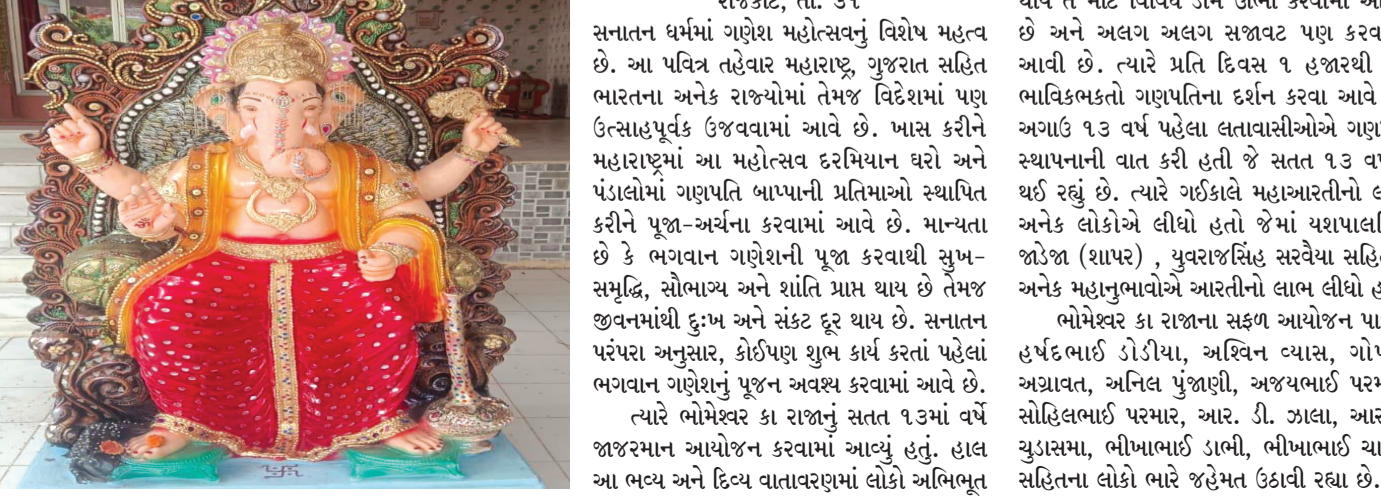 રાજકોટ, તા. ૩૧
સનાતન ધર્મમાં ગણેશ મહોત્સવનું વિશેષ મહત્વ
છે. આ પવિત્ર તહેવાર મહારાષ્ટ્ર, ગુજરાત સહિત
ભારતના અનેક રાજ્યોમાં તેમજ વિદેશમાં પણ
ઉત્સાહપૂર્વક ઉજવવામાં આવે છે. ખાસ કરીને
મહારાષ્ટ્રમાં આ મહોત્સવ દરમિયાન ઘરો અને
પંડાલોમાં ગણપતિ બાપ્પાની પ્રતિમાઓ સ્થાપિત
કરીને પૂજા-અર્ચના કરવામાં આવે છે. માન્યતા
છે કે ભગવાન ગણેશની પૂજા કરવાથી સુખ-
સમૃદ્ધિ, સૌભાગ્ય અને શાંતિ પ્રાપ્ત થાય છે તેમજ
જીવનમાંથી દુઃખ અને સંકટ દૂર થાય છે. સનાતન
પરંપરા અનુસાર, કોઈપણ શુભ કાર્ય કરતાં પહેલાં
ભગવાન ગણેશનું પૂજન અવશ્ય કરવામાં આવે છે.
ત્યારે ભોમેશ્વર કા રાજાનું સતત ૧૩માં વર્ષે
જાજરમાન આયોજન કરવામાં આવ્યું હતું. હાલ
આ ભવ્ય અને દિવ્ય વાતાવરણમાં લોકો અભિભૂત
થાય તે માટે વિવિધ ડોમ ઊભા કરવામાં
છે અને અલગ અલગ સજાવટ પણ
આવી છે. ત્યારે પ્રતિ દિવસ ૧ હજારથી
ભાવિકભક્તો ગણપતિના દર્શન કરવા આવે
અગાઉ ૧૩ વર્ષ પહેલા લતાવાસીઓએ
સ્થાપનાની વાત કરી હતી જે સતત ૧૩
થઈ રહ્યું છે. ત્યારે ગઈકાલે મહાઆરતીનો
અનેક લોકોએ લીધો હતો જેમાં
જાડેજા (શાપર) , યુવરાજસિંહ સરવૈયા
અનેક મહાનુભાવોએ આરતીનો લાભ લીધો
ભોમેશ્વર કા રાજાના સફળ આયોજન
હર્ષદભાઈ ડોડીયા, અશ્વિન વ્યાસ,
અગ્રાવત, અનિલ પુંજાણી, અજયભાઈ
સોહિલભાઈ પરમાર, આર. ડી. ઝાલા,
ચુડાસમા, ભીખાભાઈ ડાભી, ભીખાભાઈ
સહિતના લોકો ભારે જહેમત ઉઠાવી રહ્યા છે.